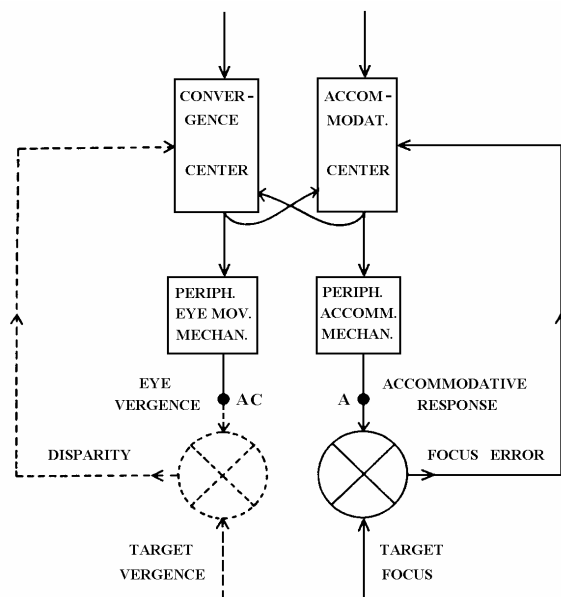 CONVER-
GENCE
CENTER
ACCOM-
MODAT.
CENTER
PERIPH.
EYE MOV.
MECHAN.
PERIPH.
ACCOMM.
MECHAN.
EYE
VERGENCE
AC
A
ACCOMMODATIVE
RESPONSE
DISPARITY
FOCUS ERROR
TARGET
VERGENCE
TARGET
FOCUS